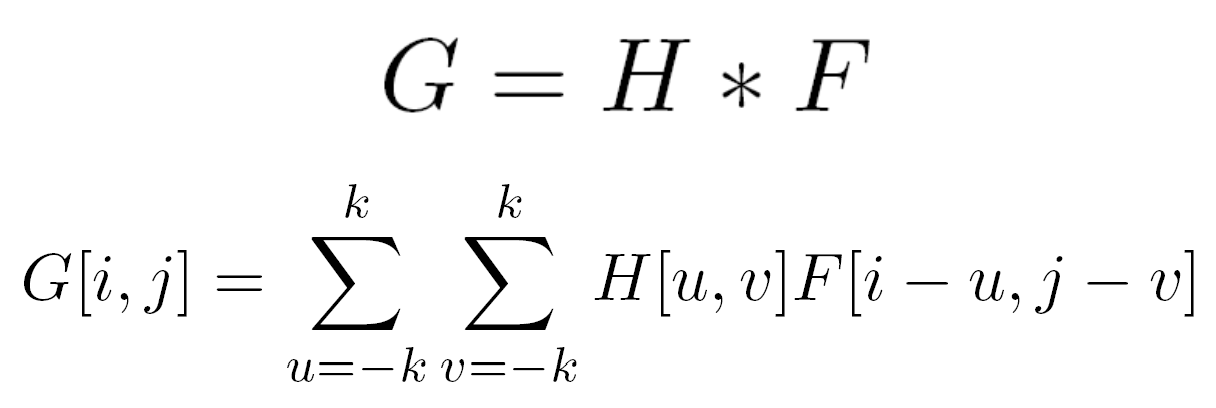 G = H * F
G[i, j] = \sum_{u=-k}^{k} \sum_{v=-k}^{k} H[u, v]F[i − u, j − v]